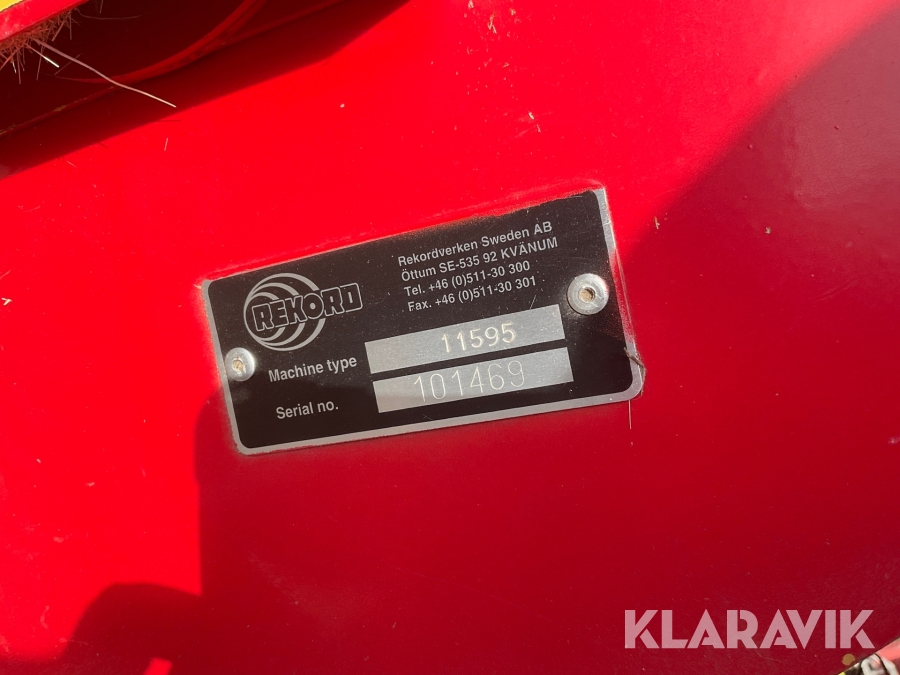 REKORD
Rekordverken Sweden AB
Öttum SE-535 92 KVÄNUM
Tel. +46 (0)511-30 300
Fax. +46 (0)511-30 301
Machine type 11595
Serial no. 101469
KLARAVIK